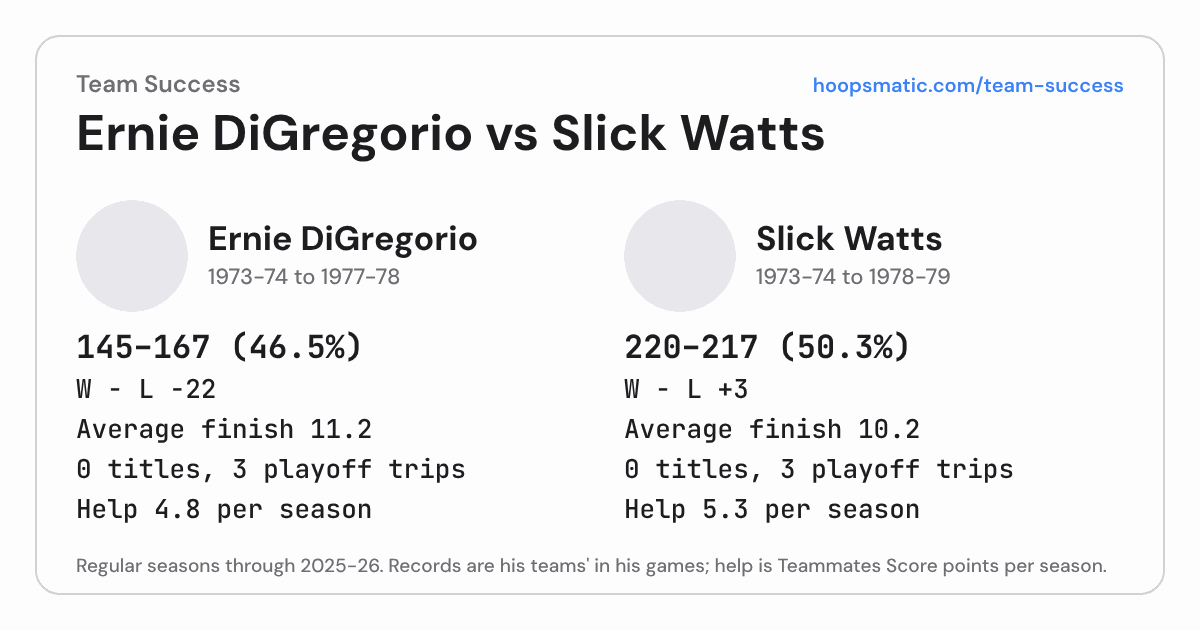 Team Success
hoopsmatic.com/team-success
Ernie DiGregorio vs Slick Watts
Ernie DiGregorio
1973-74 to 1977-78
145-167 (46.5%)
W - L -22
Average finish 11.2
0 titles, 3 playoff trips
Help 4.8 per season
Slick Watts
1973-74 to 1978-79
220-217 (50.3%)
W - L +3
Average finish 10.2
0 titles, 3 playoff trips
Help 5.3 per season
Regular seasons through 2025-26. Records are his teams' in his games; help is Teammates Score points per season.